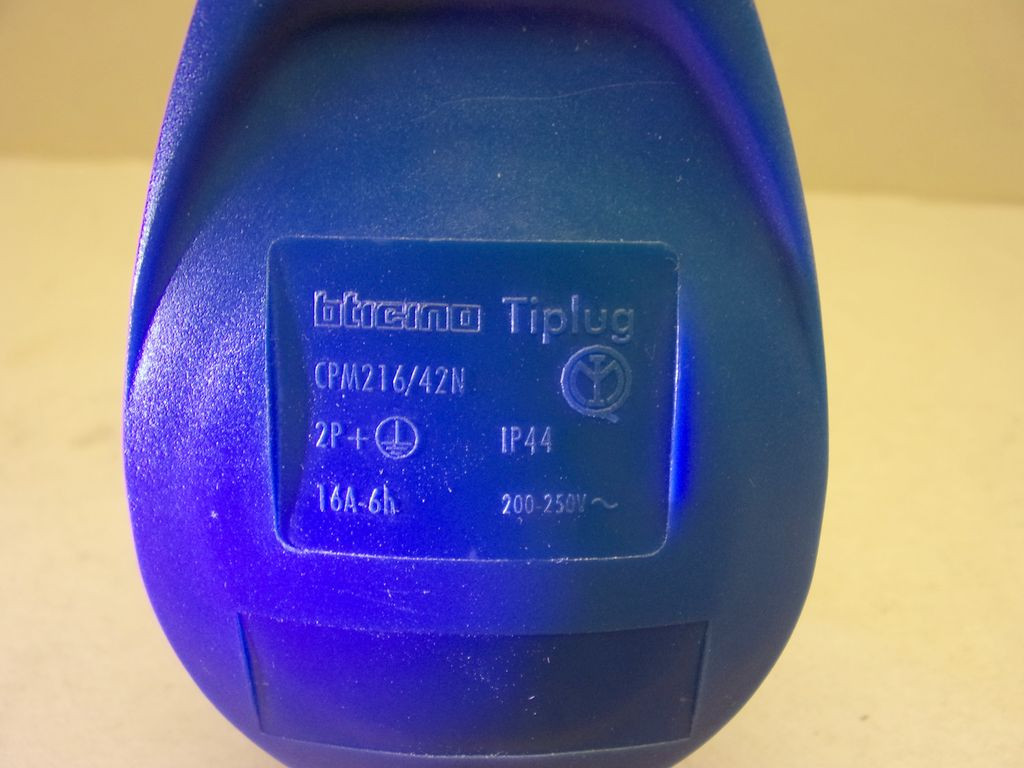 bticino Tiplug
CPM216/42N
2P+ IP44
16A-6h 200-250V~